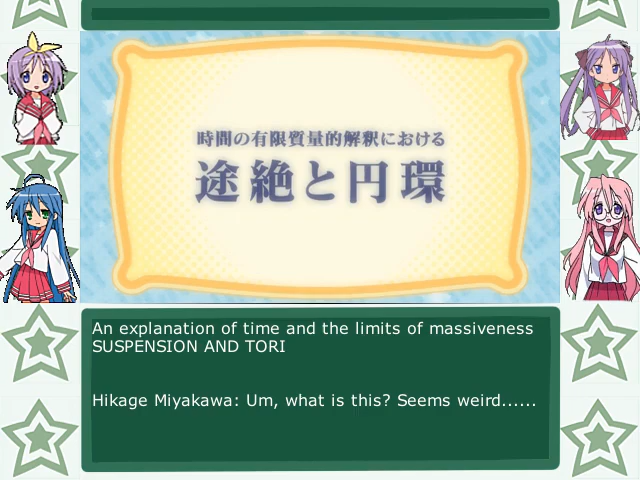 時間の有限質量的解釈における
途絶と円環
An explanation of time and the limits of massiveness
SUSPENSION AND TORI
Hikage Miyakawa: Um, what is this? Seems weird......